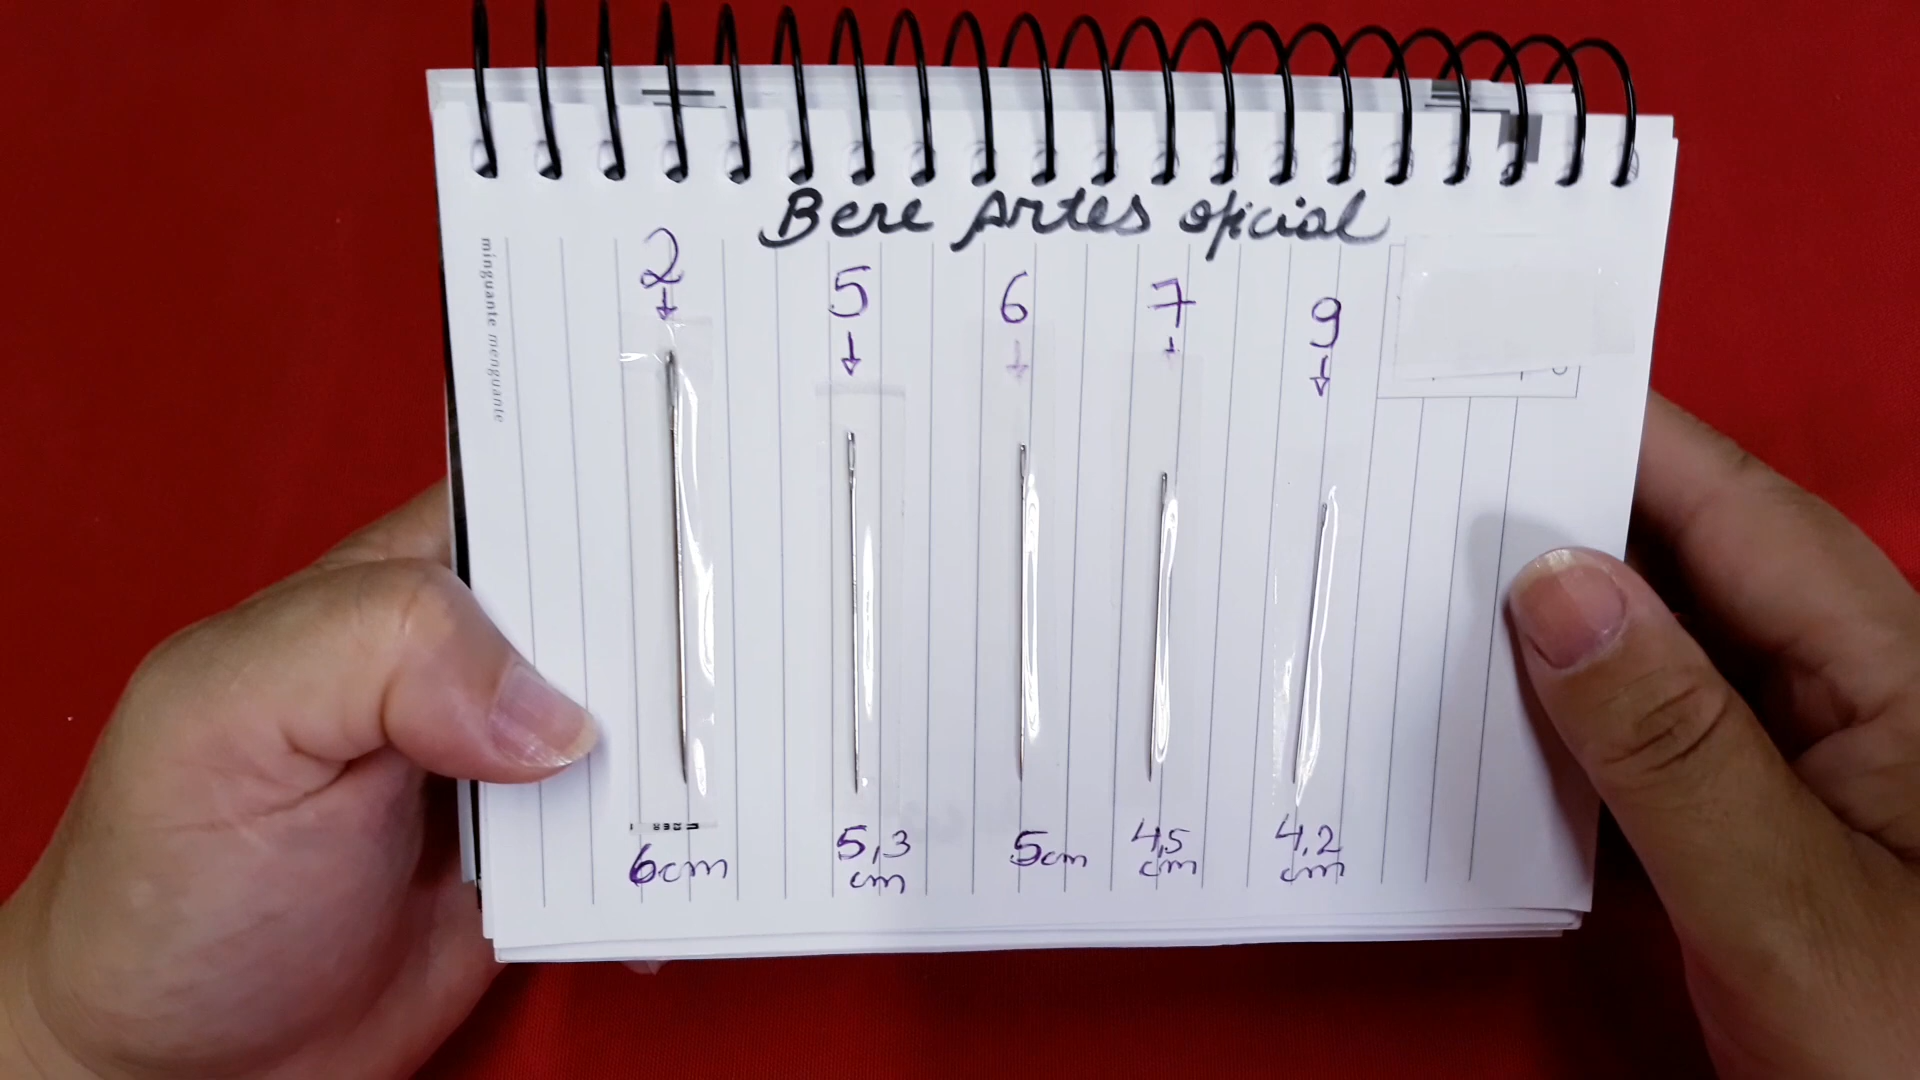 Bere Artes oficial
2 5 6 7 9
minguante menguante
6cm 5,3 cm 5cm 4,5 cm 4,2 cm